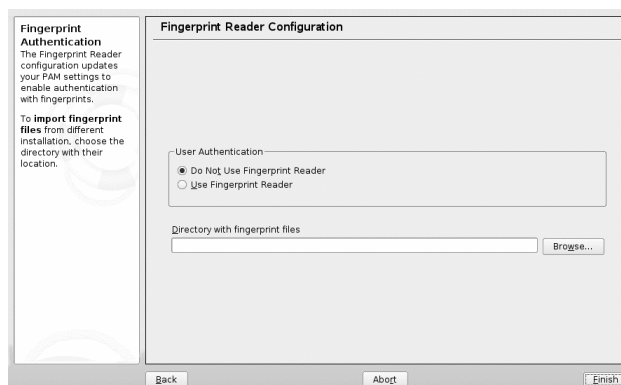 Fingerprint
Authentication
The Fingerprint Reader
configuration updates
your PAM settings to
enable authentication
with fingerprints.
To import fingerprint
files from different
installation, choose the
directory with their
location.
Fingerprint Reader Configuration
User Authentication
Do Not Use Fingerprint Reader
Use Fingerprint Reader
Directory with fingerprint files
Browse...
Back
Abort
Finish